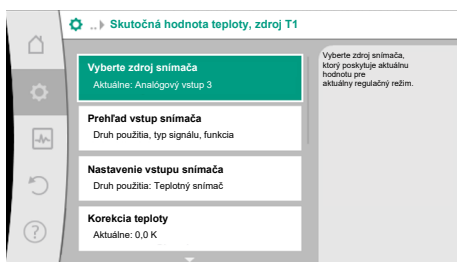 ..▸ Skutočná hodnota teploty, zdroj T1
Vyberte zdroj snímača
Aktuálne: Analógový vstup 3
Prehľad vstup snímača
Druh použitia, typ signálu, funkcia
Nastavenie vstupu snímača
Druh použitia: Teplotný snímač
Korekcia teploty
Aktuálne: 0,0 K
Vyberte zdroj snímača,
ktorý poskytuje aktuálnu
hodnotu pre
aktuálny regulačný režim.
?